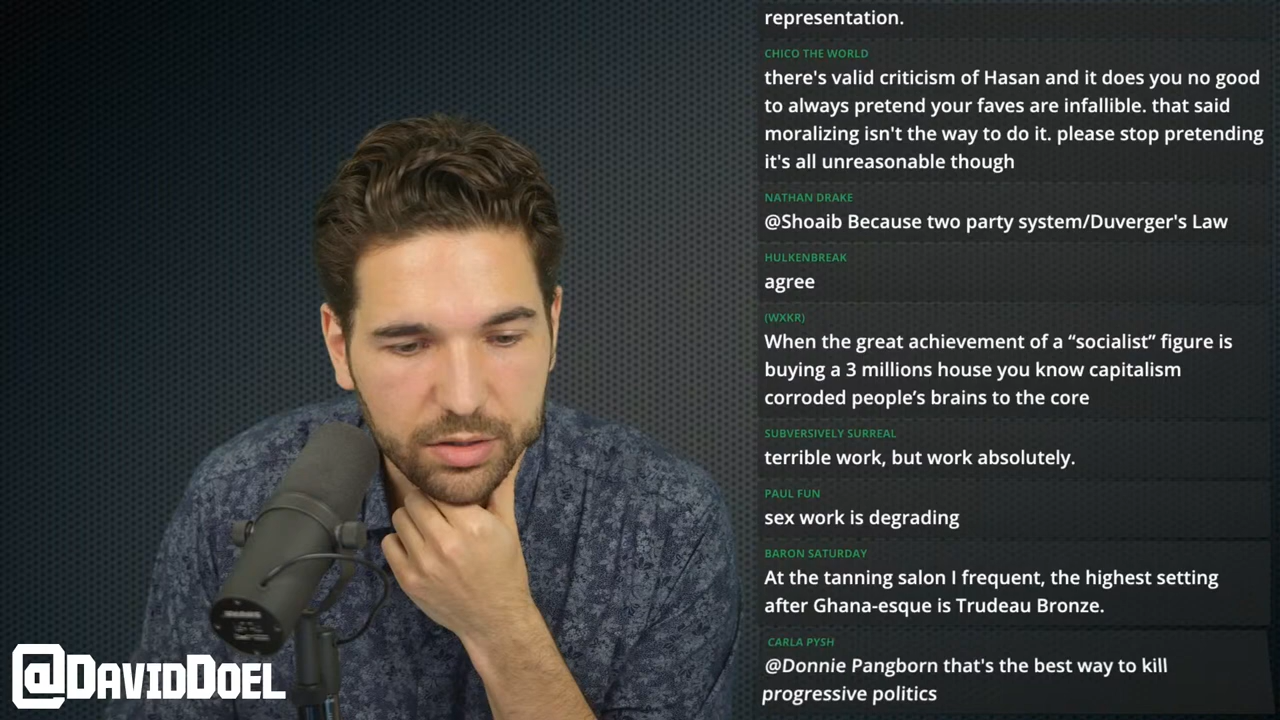 representation.
CHICO THE WORLD
there's valid criticism of Hasan and it does you no good
to always pretend your faves are infallible. that said
moralizing isn't the way to do it. please stop pretending
it's all unreasonable though
NATHAN DRAKE
@Shoaib Because two party system/Duverger's Law
HULKENBREAK
agree
(WXKR)
When the great achievement of a “socialist” figure is
buying a 3 millions house you know capitalism
corroded people’s brains to the core
SUBVERSIVELY SURREAL
terrible work, but work absolutely.
PAUL FUN
sex work is degrading
BARON SATURDAY
At the tanning salon I frequent, the highest setting
after Ghana-esque is Trudeau Bronze.
CARLA PYSH
@Donnie Pangborn that's the best way to kill
progressive politics
@DAVIDDOEL